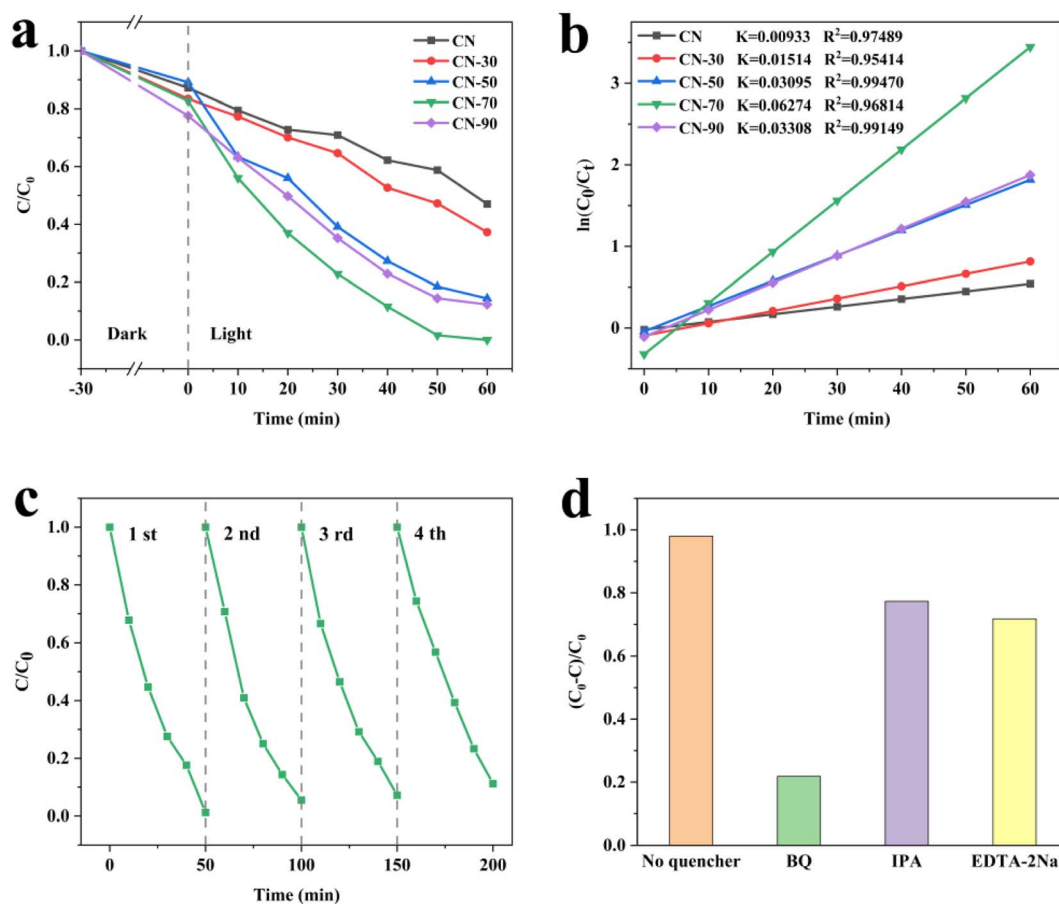 a
CN
CN-30
CN-50
CN-70
CN-90
1.0
0.8
0.6
0.4
0.2
0.0
C/C0
Dark
Light
-30
0
10
20
30
40
50
60
Time (min)
b
CN K=0.00933 R²=0.97489
CN-30 K=0.01514 R²=0.95414
CN-50 K=0.03095 R²=0.99470
CN-70 K=0.06274 R²=0.96814
CN-90 K=0.03308 R²=0.99149
3
2
1
0
ln(C0/Ct)
0
10
20
30
40
50
60
Time (min)
c
1.0
0.8
0.6
0.4
0.2
0.0
C/C0
1 st
2 nd
3 rd
4 th
0
50
100
150
200
Time (min)
d
1.0
0.8
0.6
0.4
0.2
0.0
(C0-C)/C0
No quencher
BQ
IPA
EDTA-2Na